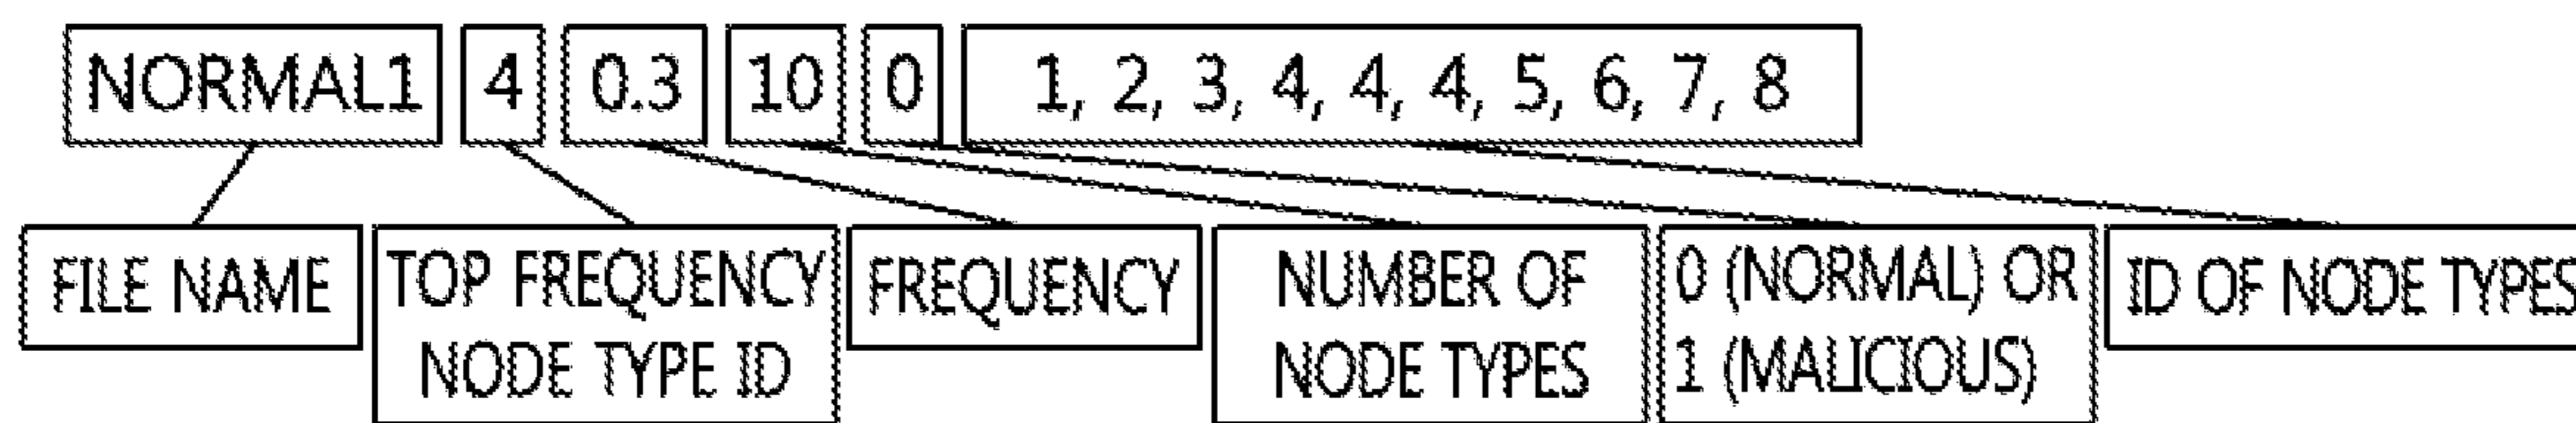 NORMAL1 4 0.3 10 0 1, 2, 3, 4, 4, 4, 5, 6, 7, 8
FILE NAME
TOP FREQUENCY
NODE TYPE ID
FREQUENCY
NUMBER OF
NODE TYPES
0 (NORMAL) OR
1 (MALICIOUS)
ID OF NODE TYPES